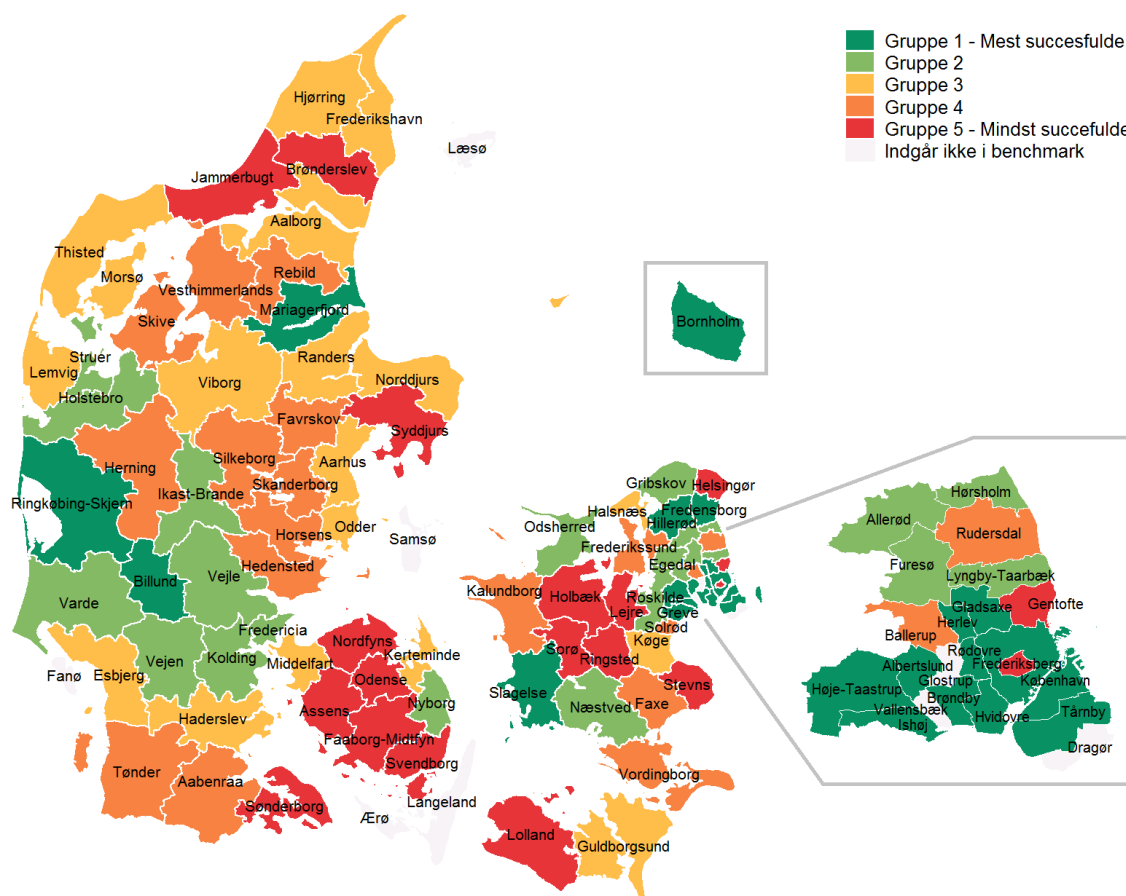 Gruppe 1 - Mest succesfulde
Gruppe 2
Gruppe 3
Gruppe 4
Gruppe 5 - Mindst succefulde
Indgår ikke i benchmark
Hjørring
Frederikshavn
Læsø
Brønderslev
Jammerbugt
Aalborg
Thisted
Morsø
Vesthimmerlands
Rebild
Mariagerfjord
Skive
Bornholm
Struer
Lemvig
Randers
Viborg
Norddjurs
Holstebro
Favrskov
Syddjurs
Herning
Silkeborg
Aarhus
Skanderborg
Ikast-Brande
Ringkøbing-Skjern
Odder
Horsens
Samsø
Hedensted
Billund
Vejle
Varde
Fredericia
Vejen
Kolding
Esbjerg
Fanø
Middelfart
Nordfyns
Kerteminde
Odense
Nyborg
Assens
Haderslev
Faaborg-Midtfyn
Svendborg
Tønder
Aabenraa
Sønderborg
Langeland
Ærø
Gribskov
Helsingør
Halsnæs
Fredensborg
Hillerød
Odsherred
Frederikssund
Egedal
Kalundborg
Holbæk
Roskilde
Lejre
Greve
Solrød
Køge
Sorø
Ringsted
Stevns
Slagelse
Næstved
Faxe
Vordingborg
Lolland
Guldborgsund
Hørsholm
Allerød
Rudersdal
Furesø
Lyngby-Taarbæk
Gladsaxe
Gentofte
Herlev
Ballerup
Rødovre
Albertslund
Frederiksberg
Glostrup
København
Høje-Taastrup
Brøndby
Vallensbæk
Tårnby
Ishøj
Hvidovre
Dragør